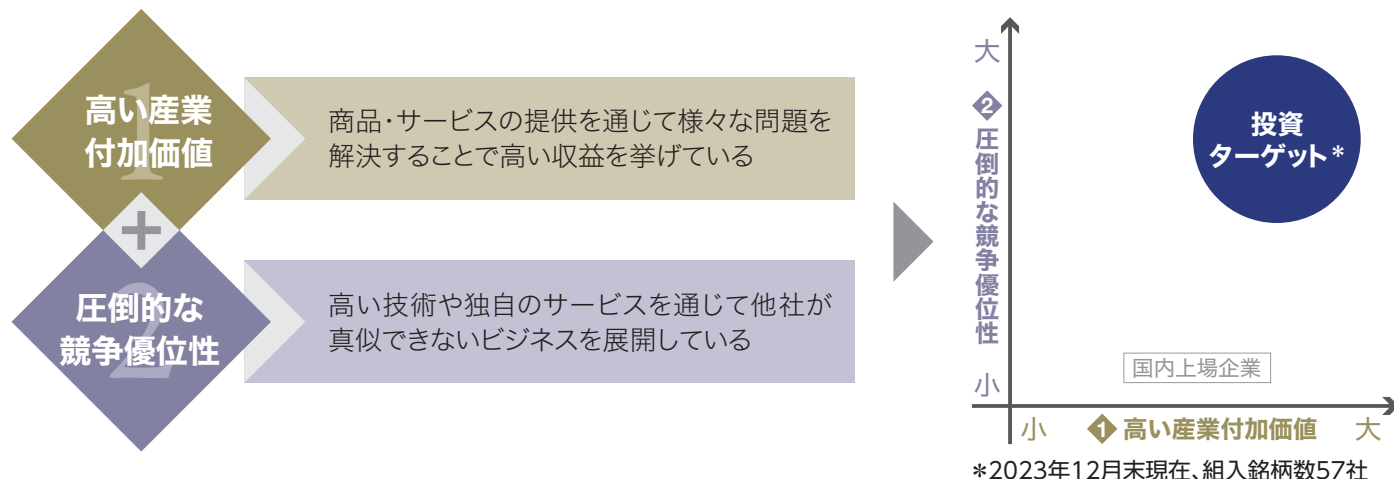 1
高い産業
付加価値
商品・サービスの提供を通じて様々な問題を
解決することで高い収益を挙げている
+
2
圧倒的な
競争優位性
高い技術や独自のサービスを通じて他社が
真似できないビジネスを展開している
大
2 圧倒的な競争優位性
小
投資
ターゲット*
国内上場企業
小 1 高い産業付加価値 大
*2023年12月末現在、組入銘柄数57社